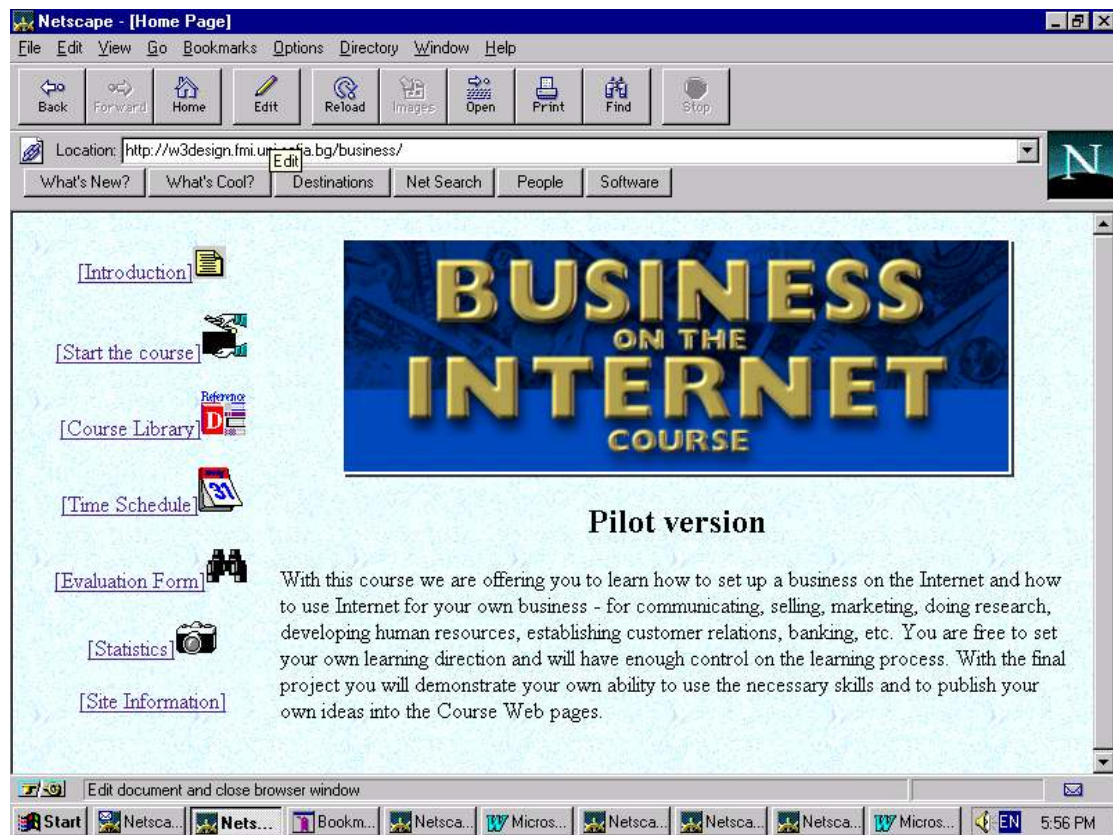 Netscape - [Home Page]
File Edit View Go Bookmarks Options Directory Window Help
Back Forward Home Edit Reload Images Open Print Find Stop
Location: http://w3design.fmi.uni-sofia.bg/business/
Edit
What's New? What's Cool? Destinations Net Search People Software
N
[Introduction]
[Start the course]
Reference
D
[Course Library]
31
[Time Schedule]
[Evaluation Form]
[Statistics]
[Site Information]
BUSINESS
ON THE
INTERNET
COURSE
Pilot version
With this course we are offering you to learn how to set up a business on the Internet and how
to use Internet for your own business - for communicating, selling, marketing, doing research,
developing human resources, establishing customer relations, banking, etc. You are free to set
your own learning direction and will have enough control on the learning process. With the final
project you will demonstrate your own ability to use the necessary skills and to publish your
own ideas into the Course Web pages.
Edit document and close browser window
Start Netsca... Nets... Bookm... Netsca... Micros... Netsca... Netsca... Netsca... Micros... EN 5:56 PM